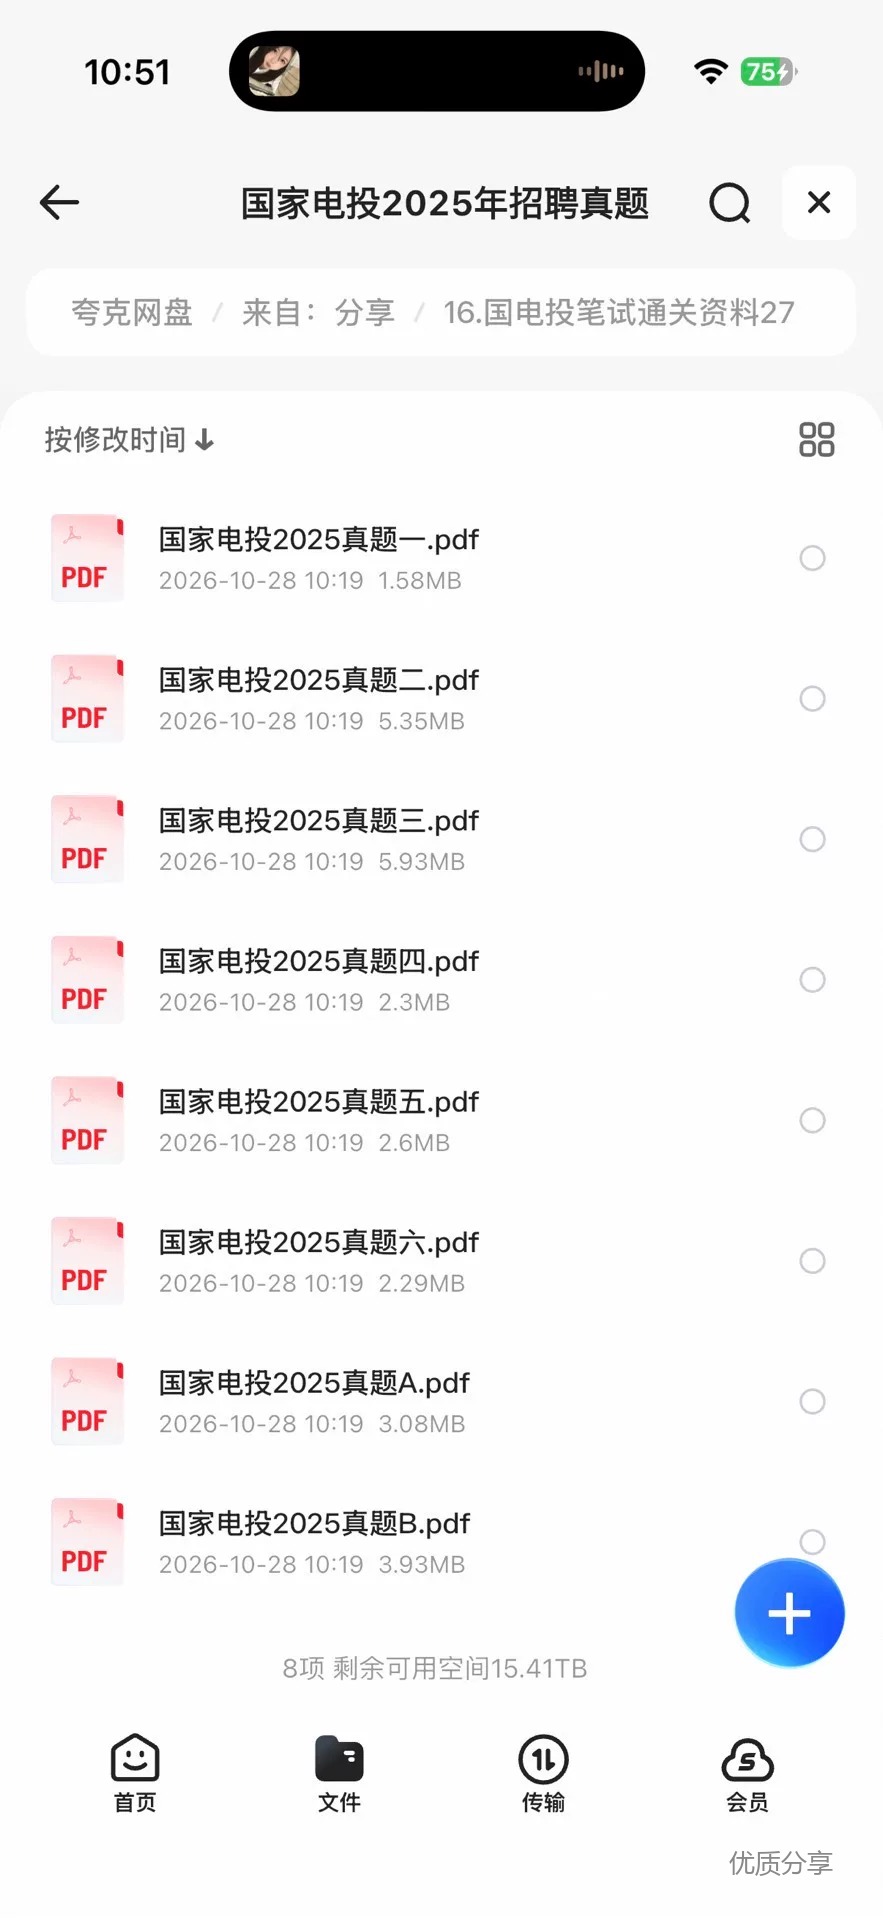 10:51
75
国家电投2025年招聘真题
夸克网盘 / 来自：分享 / 16.国电投笔试通关资料27
按修改时间↓
国家电投2025真题一.pdf
2026-10-28 10:19 1.58MB
PDF
国家电投2025真题二.pdf
2026-10-28 10:19 5.35MB
PDF
国家电投2025真题三.pdf
2026-10-28 10:19 5.93MB
PDF
国家电投2025真题四.pdf
2026-10-28 10:19 2.3MB
PDF
国家电投2025真题五.pdf
2026-10-28 10:19 2.6MB
PDF
国家电投2025真题六.pdf
2026-10-28 10:19 2.29MB
PDF
国家电投2025真题A.pdf
2026-10-28 10:19 3.08MB
PDF
国家电投2025真题B.pdf
2026-10-28 10:19 3.93MB
PDF
8项 剩余可用空间15.41TB
首页
文件
传输
会员
优质分享